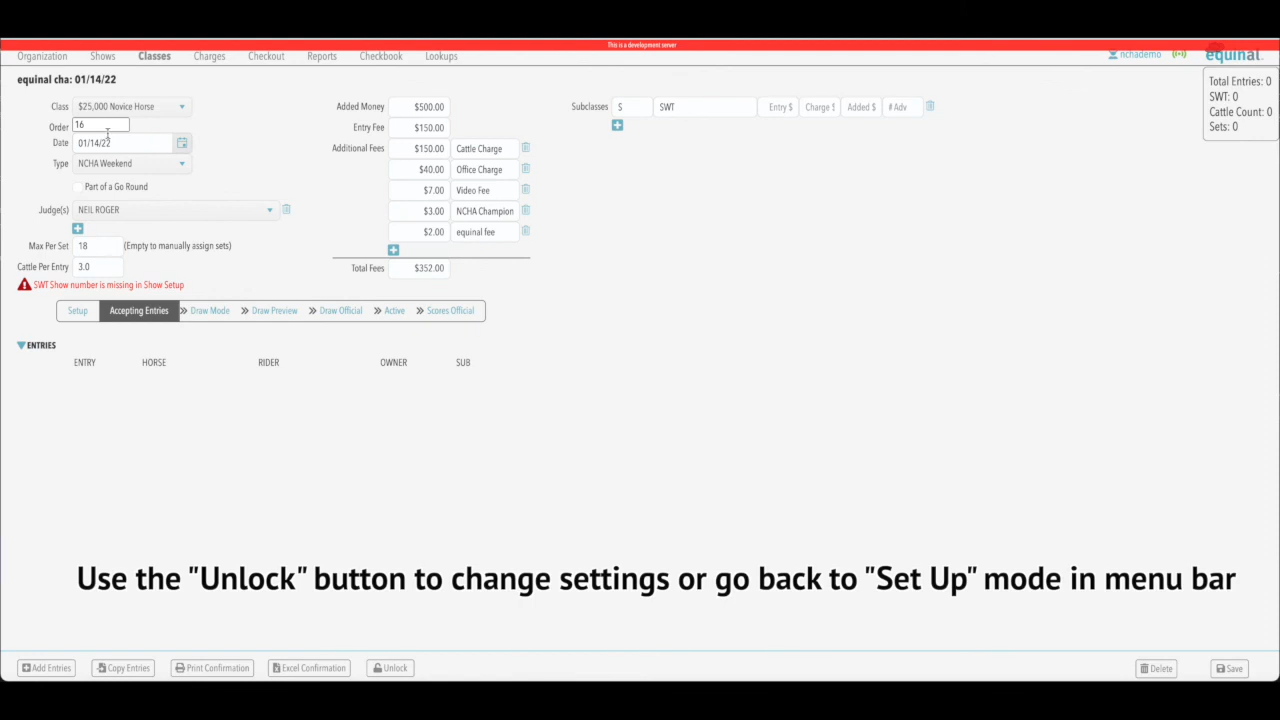 This is a development server
Organization Shows Classes Charges Checkout Reports Checkbook Lookups
nchademo equinal
equinal cha: 01/14/22
Total Entries: 0
SWT: 0
Cattle Count: 0
Sets: 0
Class $25,000 Novice Horse
Order 16
Date 01/14/22
Type NCHA Weekend
Part of a Go Round
Judge(s) NEIL ROGER
Max Per Set 18 (Empty to manually assign sets)
Cattle Per Entry 3.0
SWT Show number is missing in Show Setup
Added Money $500.00
Entry Fee $150.00
Additional Fees $150.00 Cattle Charge
$40.00 Office Charge
$7.00 Video Fee
$3.00 NCHA Champion
$2.00 equinal fee
Total Fees $352.00
Subclasses S SWT Entry $ Charge $ Added $ # Adv
Setup Accepting Entries Draw Mode Draw Preview Draw Official Active Scores Official
ENTRIES
ENTRY HORSE RIDER OWNER SUB
Use the "Unlock" button to change settings or go back to "Set Up" mode in menu bar
Add Entries Copy Entries Print Confirmation Excel Confirmation Unlock Delete Save